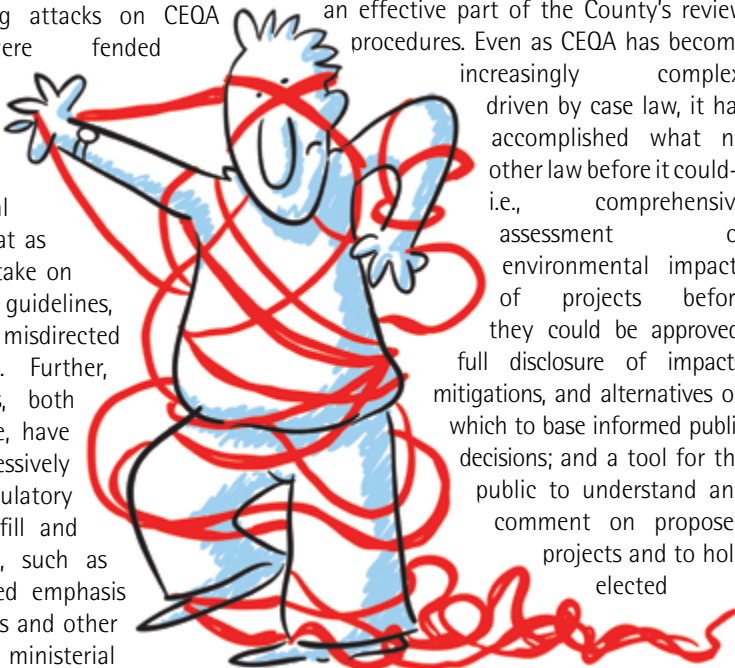 g attacks on CEQA
ere fended
al
at as
take on
guidelines,
misdirected
. Further,
s, both
e, have
essively
ulatory
fill and
, such as
ed emphasis
s and other
ministerial
an effective part of the County's review
procedures. Even as CEQA has becom
increasingly complex
driven by case law, it ha
accomplished what n
other law before it could-
i.e., comprehensiv
assessment o
environmental impact
of projects befor
they could be approved
full disclosure of impact
mitigations, and alternatives o
which to base informed publi
decisions; and a tool for th
public to understand an
comment on propose
projects and to hol
elected